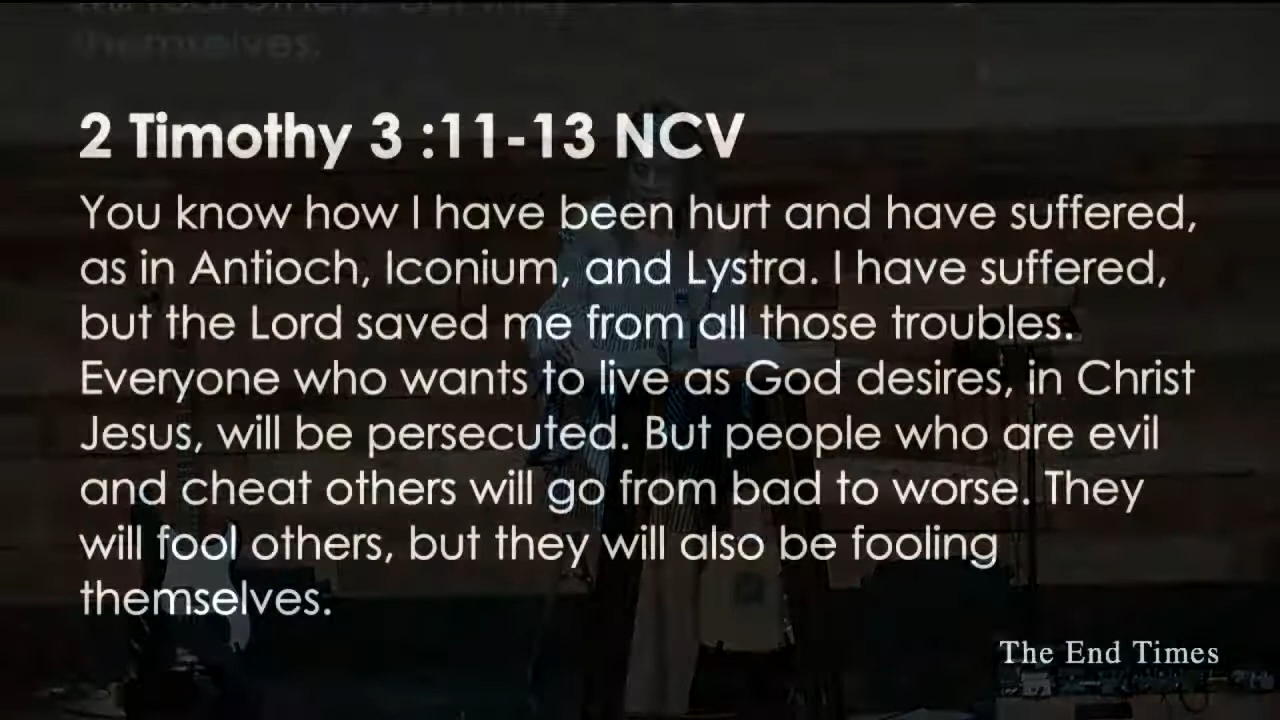 themselves.
2 Timothy 3 :11-13 NCV
You know how I have been hurt and have suffered,
as in Antioch, Iconium, and Lystra. I have suffered,
but the Lord saved me from all those troubles.
Everyone who wants to live as God desires, in Christ
Jesus, will be persecuted. But people who are evil
and cheat others will go from bad to worse. They
will fool others, but they will also be fooling
themselves.
The End Times